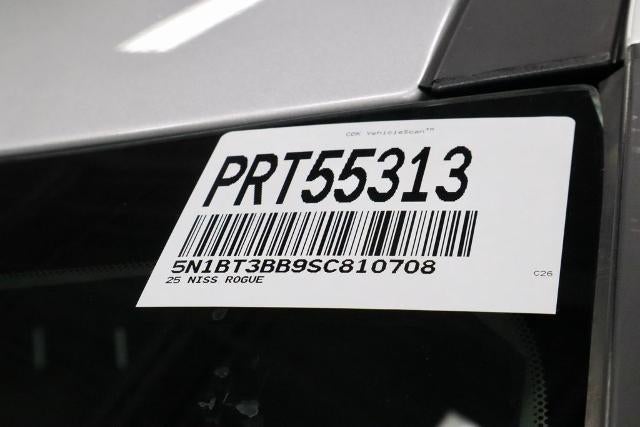 CDK VehicleScan™
PRT55313
5N1BT3BB9SC810708
25 NISS ROGUE
C26